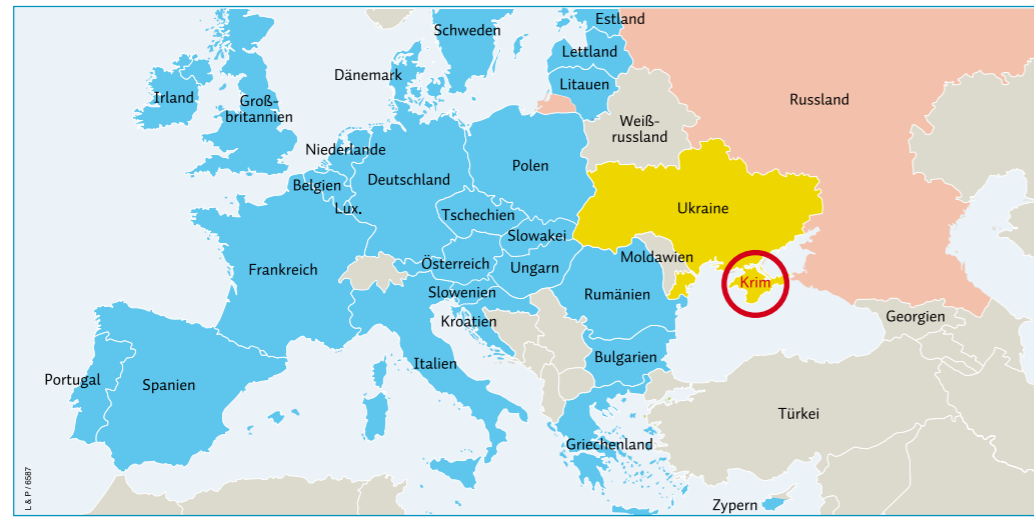 Estland
Schweden
Lettland
Dänemark
Litauen
Irland
Groß-
britannien
Russland
Weiß-
russland
Niederlande
Polen
Belgien
Deutschland
Lux.
Tschechien
Ukraine
Slowakei
Moldawien
Österreich
Ungarn
Frankreich
Krim
Slowenien
Rumänien
Kroatien
Georgien
Bulgarien
Italien
Portugal
Spanien
Türkei
Griechenland
Zypern
L & P / 6587